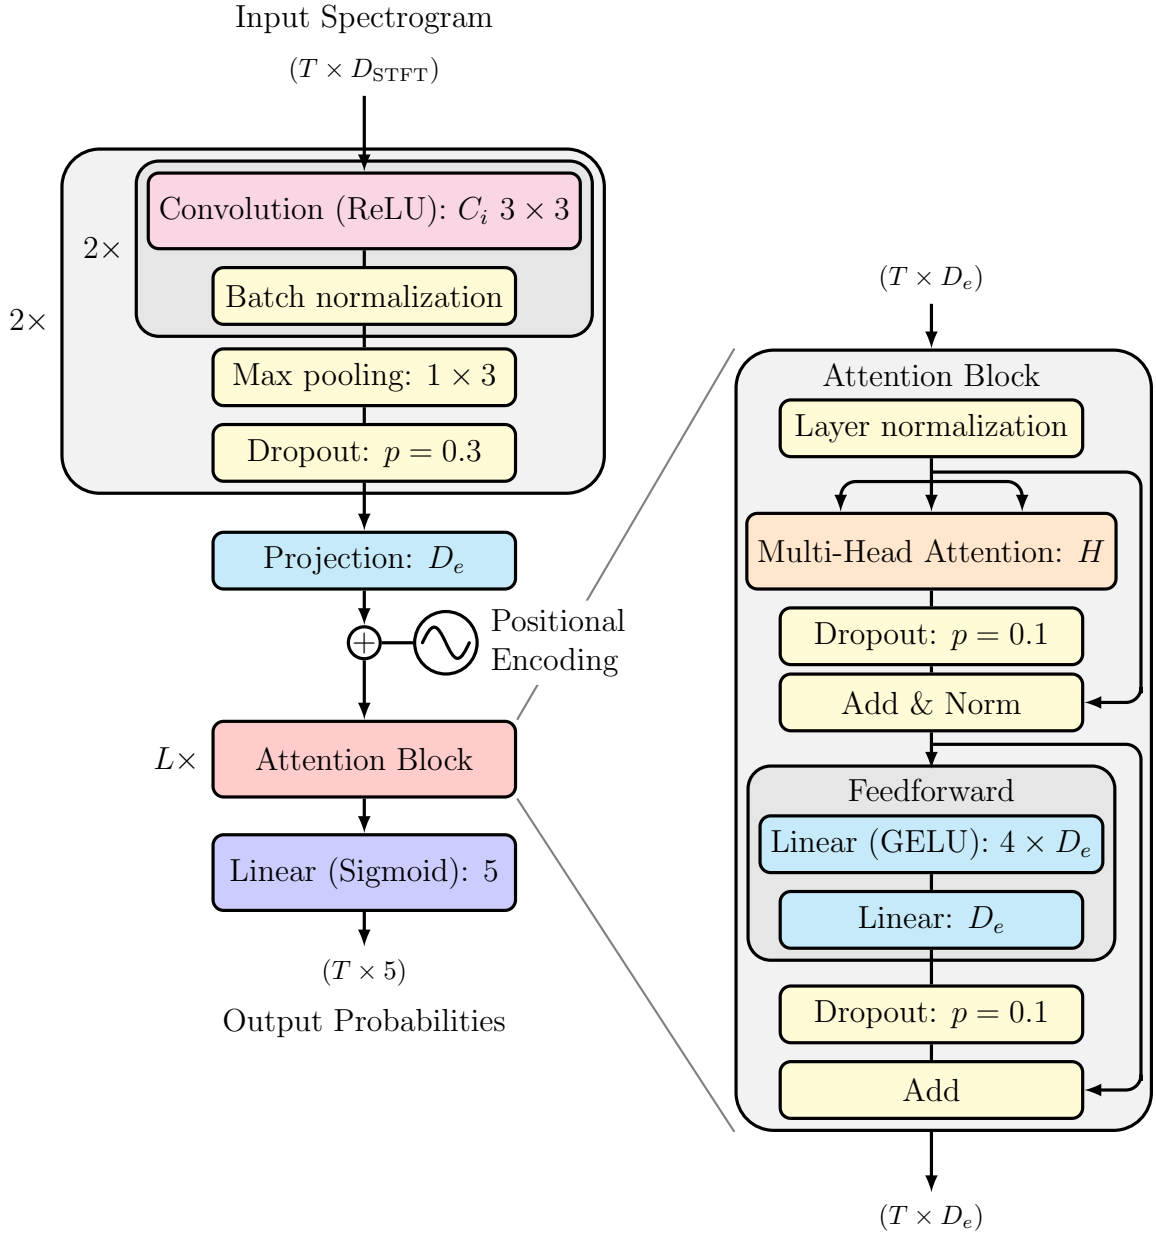 Input Spectrogram
(T × D_STFT)
2×
2×
Convolution (ReLU): C_i 3 × 3
Batch normalization
Max pooling: 1 × 3
Dropout: p = 0.3
Projection: D_e
+
Positional
Encoding
L×
Attention Block
Linear (Sigmoid): 5
(T × 5)
Output Probabilities
(T × D_e)
Attention Block
Layer normalization
Multi-Head Attention: H
Dropout: p = 0.1
Add & Norm
Feedforward
Linear (GELU): 4 × D_e
Linear: D_e
Dropout: p = 0.1
Add
(T × D_e)